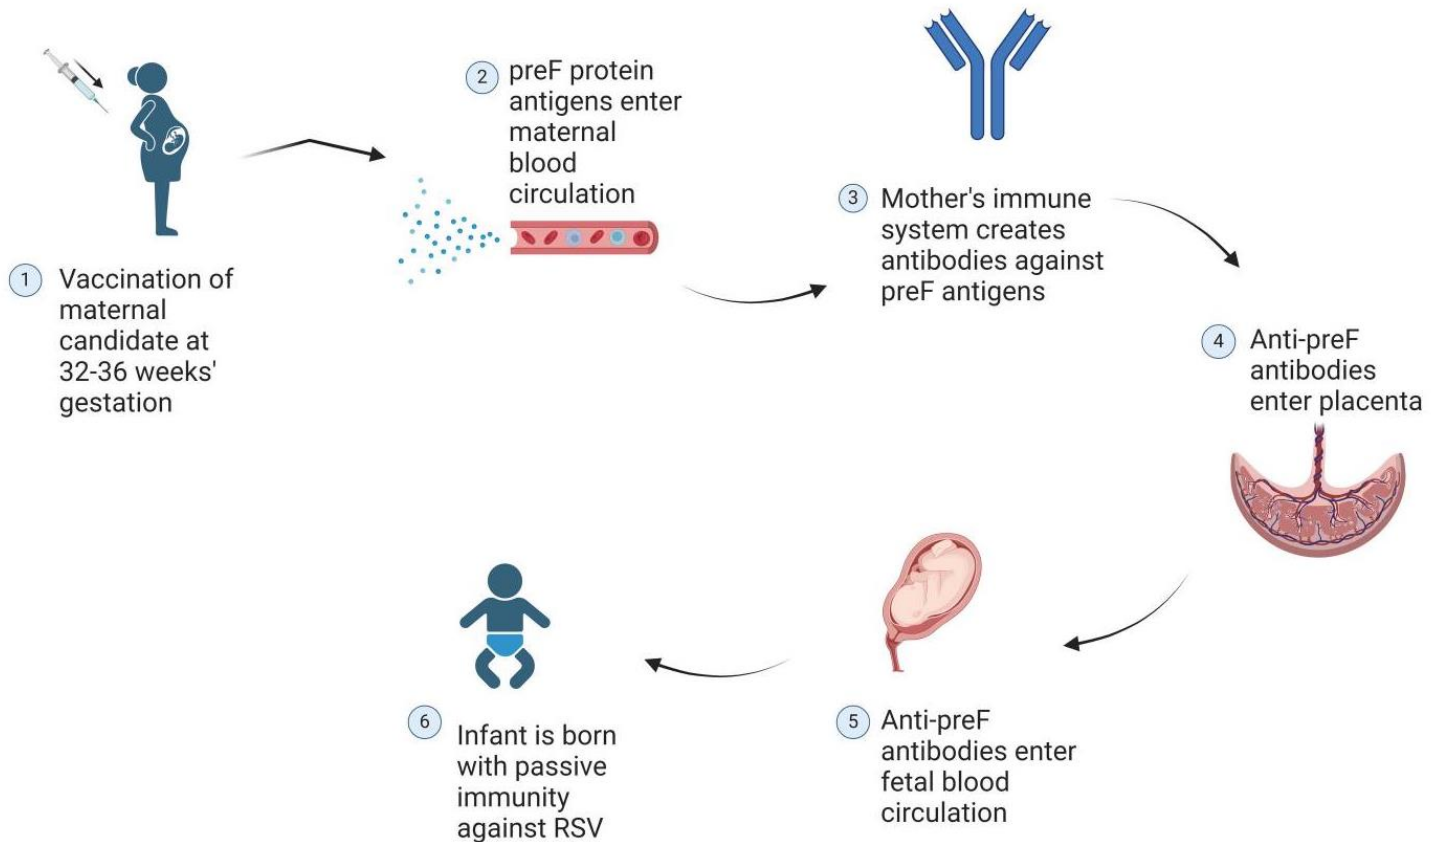 1
Vaccination of
maternal
candidate at
32-36 weeks'
gestation
2
preF protein
antigens enter
maternal
blood
circulation
3
Mother's immune
system creates
antibodies against
preF antigens
4
Anti-preF
antibodies
enter placenta
5
Anti-preF
antibodies enter
fetal blood
circulation
6
Infant is born
with passive
immunity
against RSV